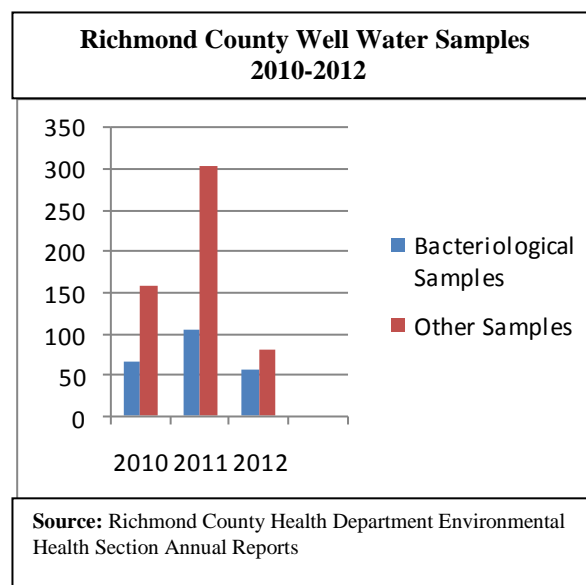 Richmond County Well Water Samples
2010-2012
350
300
250
200
150
100
50
0
2010 2011 2012
Bacteriological
Samples
Other Samples
Source: Richmond County Health Department Environmental
Health Section Annual Reports